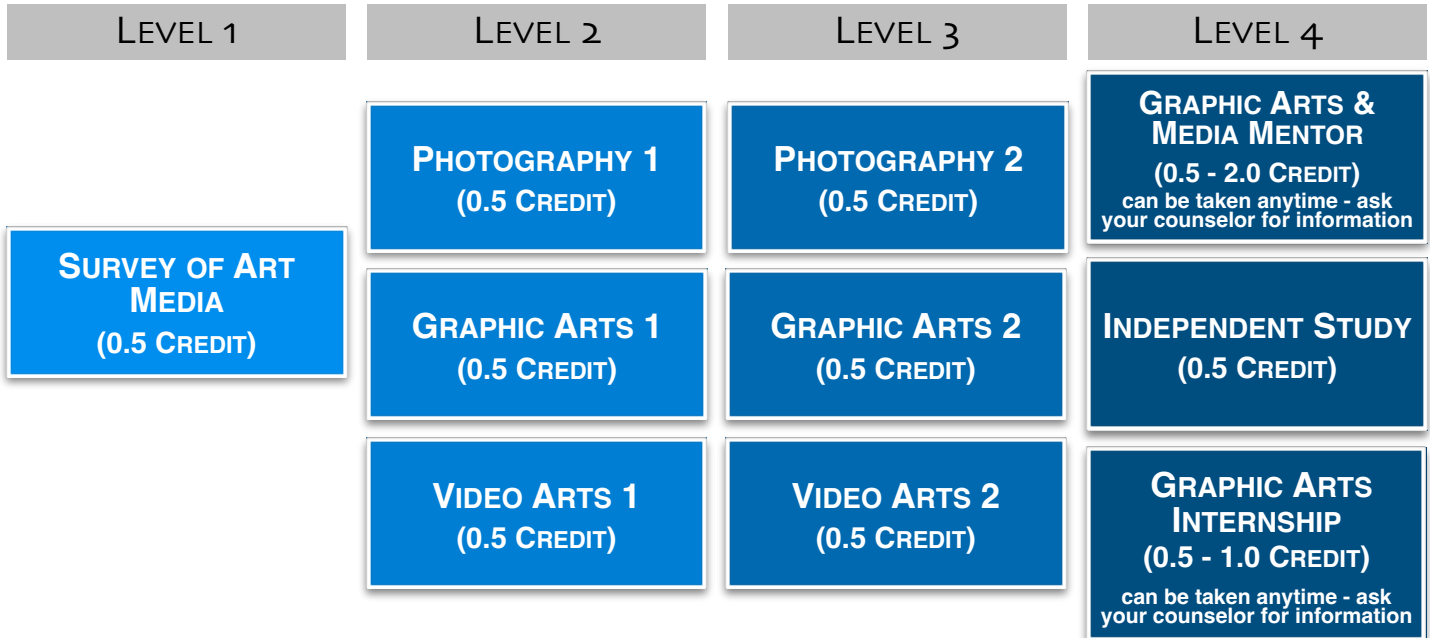 Level 1
Level 2
Level 3
Level 4
Survey of Art
Media
(0.5 Credit)
Photography 1
(0.5 Credit)
Graphic Arts 1
(0.5 Credit)
Video Arts 1
(0.5 Credit)
Photography 2
(0.5 Credit)
Graphic Arts 2
(0.5 Credit)
Video Arts 2
(0.5 Credit)
Graphic Arts &
Media Mentor
(0.5 - 2.0 Credit)
can be taken anytime - ask
your counselor for information
Independent Study
(0.5 Credit)
Graphic Arts
Internship
(0.5 - 1.0 Credit)
can be taken anytime - ask
your counselor for information